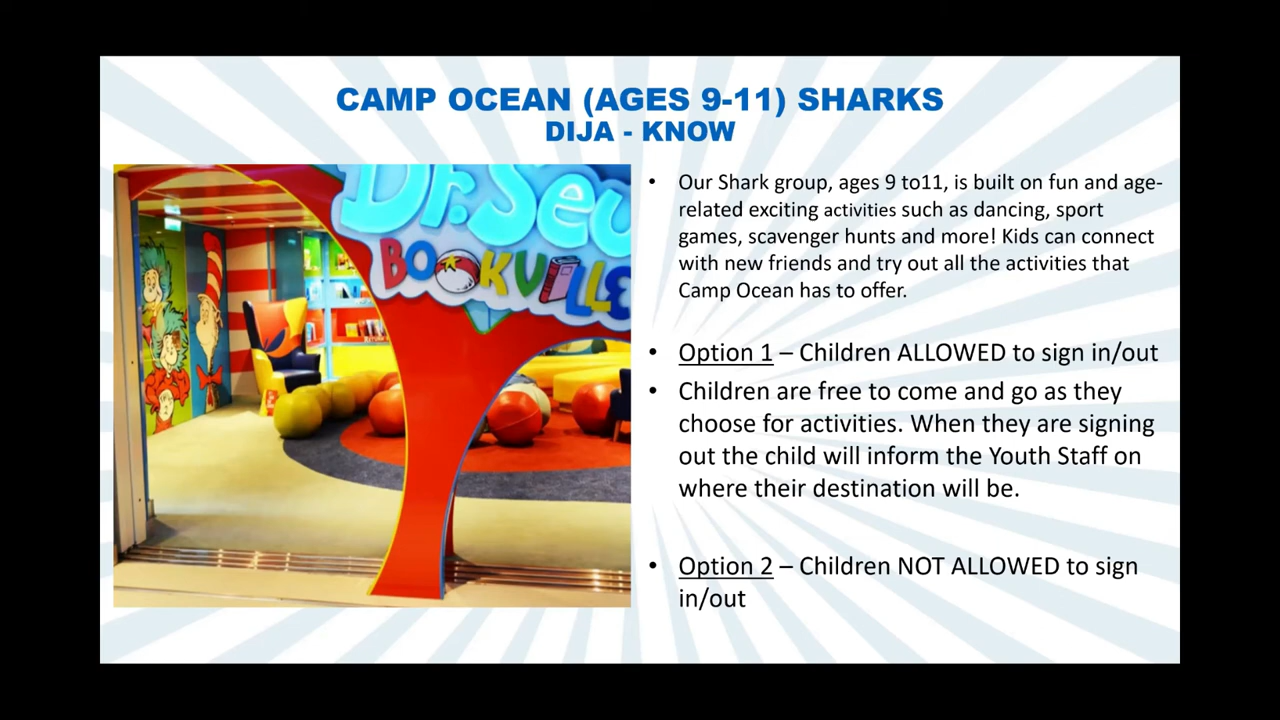 CAMP OCEAN (AGES 9-11) SHARKS
DIJA - KNOW
Dr. Seu
BOOKVILLE
• Our Shark group, ages 9 to11, is built on fun and age-
related exciting activities such as dancing, sport
games, scavenger hunts and more! Kids can connect
with new friends and try out all the activities that
Camp Ocean has to offer.
• Option 1 – Children ALLOWED to sign in/out
• Children are free to come and go as they
choose for activities. When they are signing
out the child will inform the Youth Staff on
where their destination will be.
• Option 2 – Children NOT ALLOWED to sign
in/out